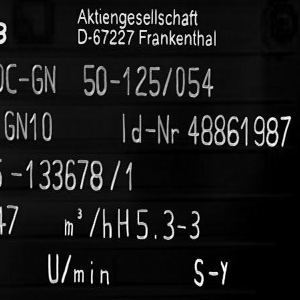 Aktiengesellschaft
D-67227 Frankenthal
C-GN 50-125/054
GN10 Id-Nr 48861987
-133678/1
47 m³/h H5.3-3
U/min S-Y